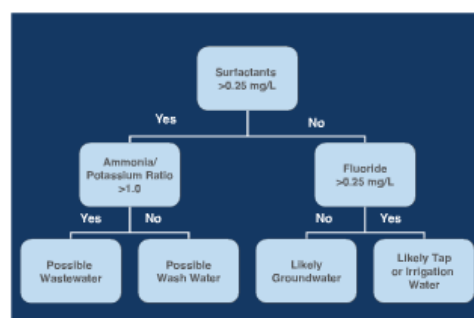 Surfactants
>0.25 mg/L
Yes
No
Ammonia/
Potassium Ratio
>1.0
Fluoride
>0.25 mg/L
Yes
No
No
Yes
Possible
Wastewater
Possible
Wash Water
Likely
Groundwater
Likely Tap
or Irrigation
Water